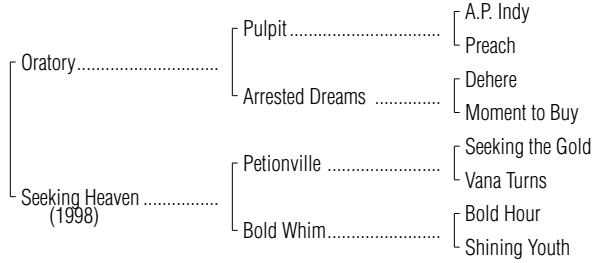 A.P. Indy
Pulpit..............................
Preach
Oratory............................
Dehere
Arrested Dreams .............
Moment to Buy
Seeking the Gold
Petionville ......................
Vana Turns
Seeking Heaven ...............
(1998)
Bold Hour
Bold Whim......................
Shining Youth